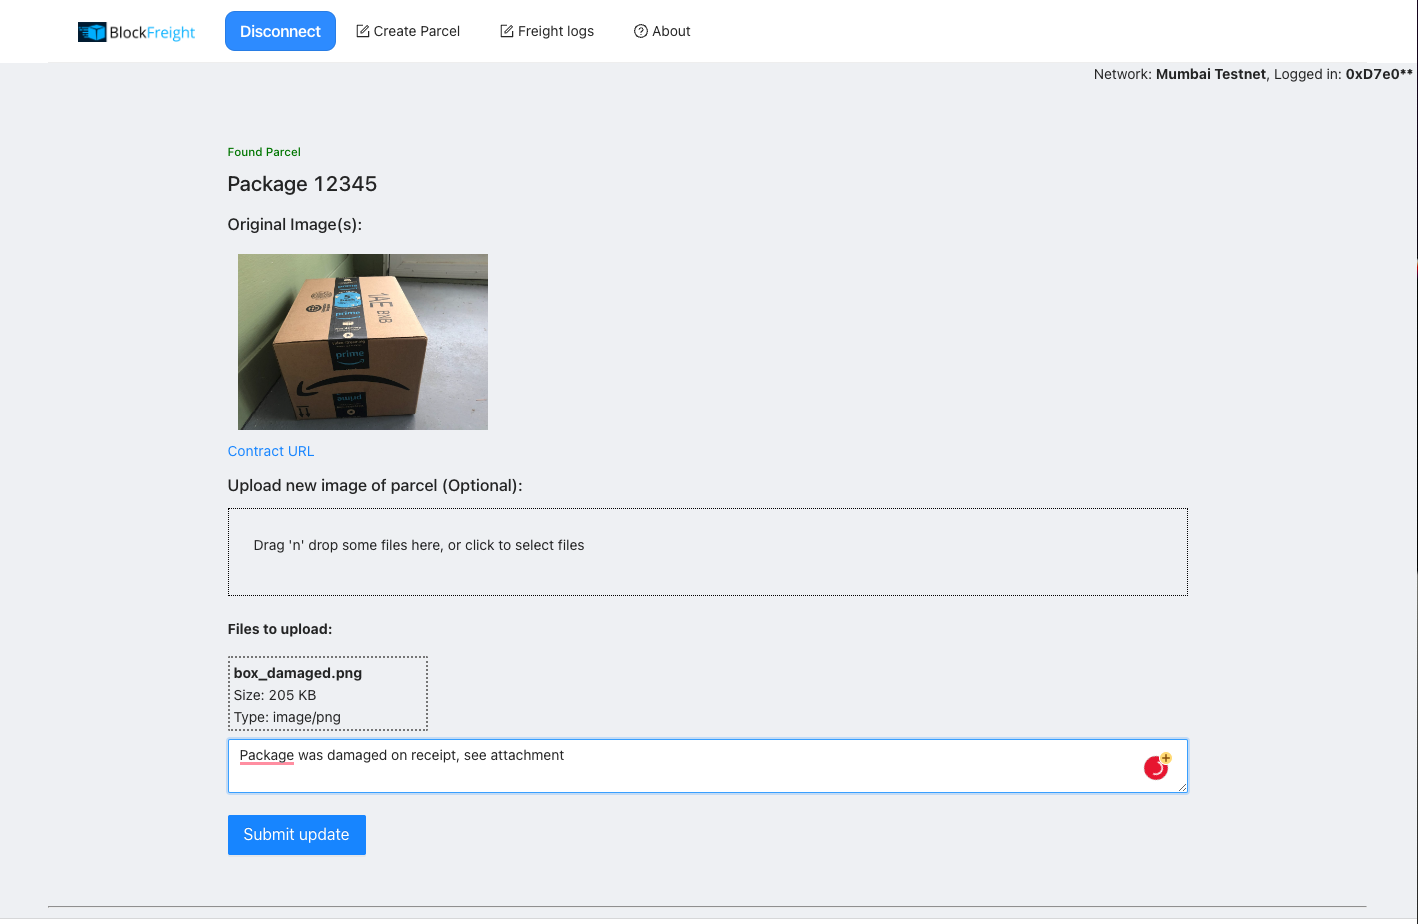 BlockFreight
Disconnect
Create Parcel
Freight logs
About
Network: Mumbai Testnet, Logged in: 0xD7e0**
Found Parcel
Package 12345
Original Image(s):
1AE
BNB
prime
prime
Contract URL
Upload new image of parcel (Optional):
Drag 'n' drop some files here, or click to select files
Files to upload:
box_damaged.png
Size: 205 KB
Type: image/png
Package was damaged on receipt, see attachment
Submit update